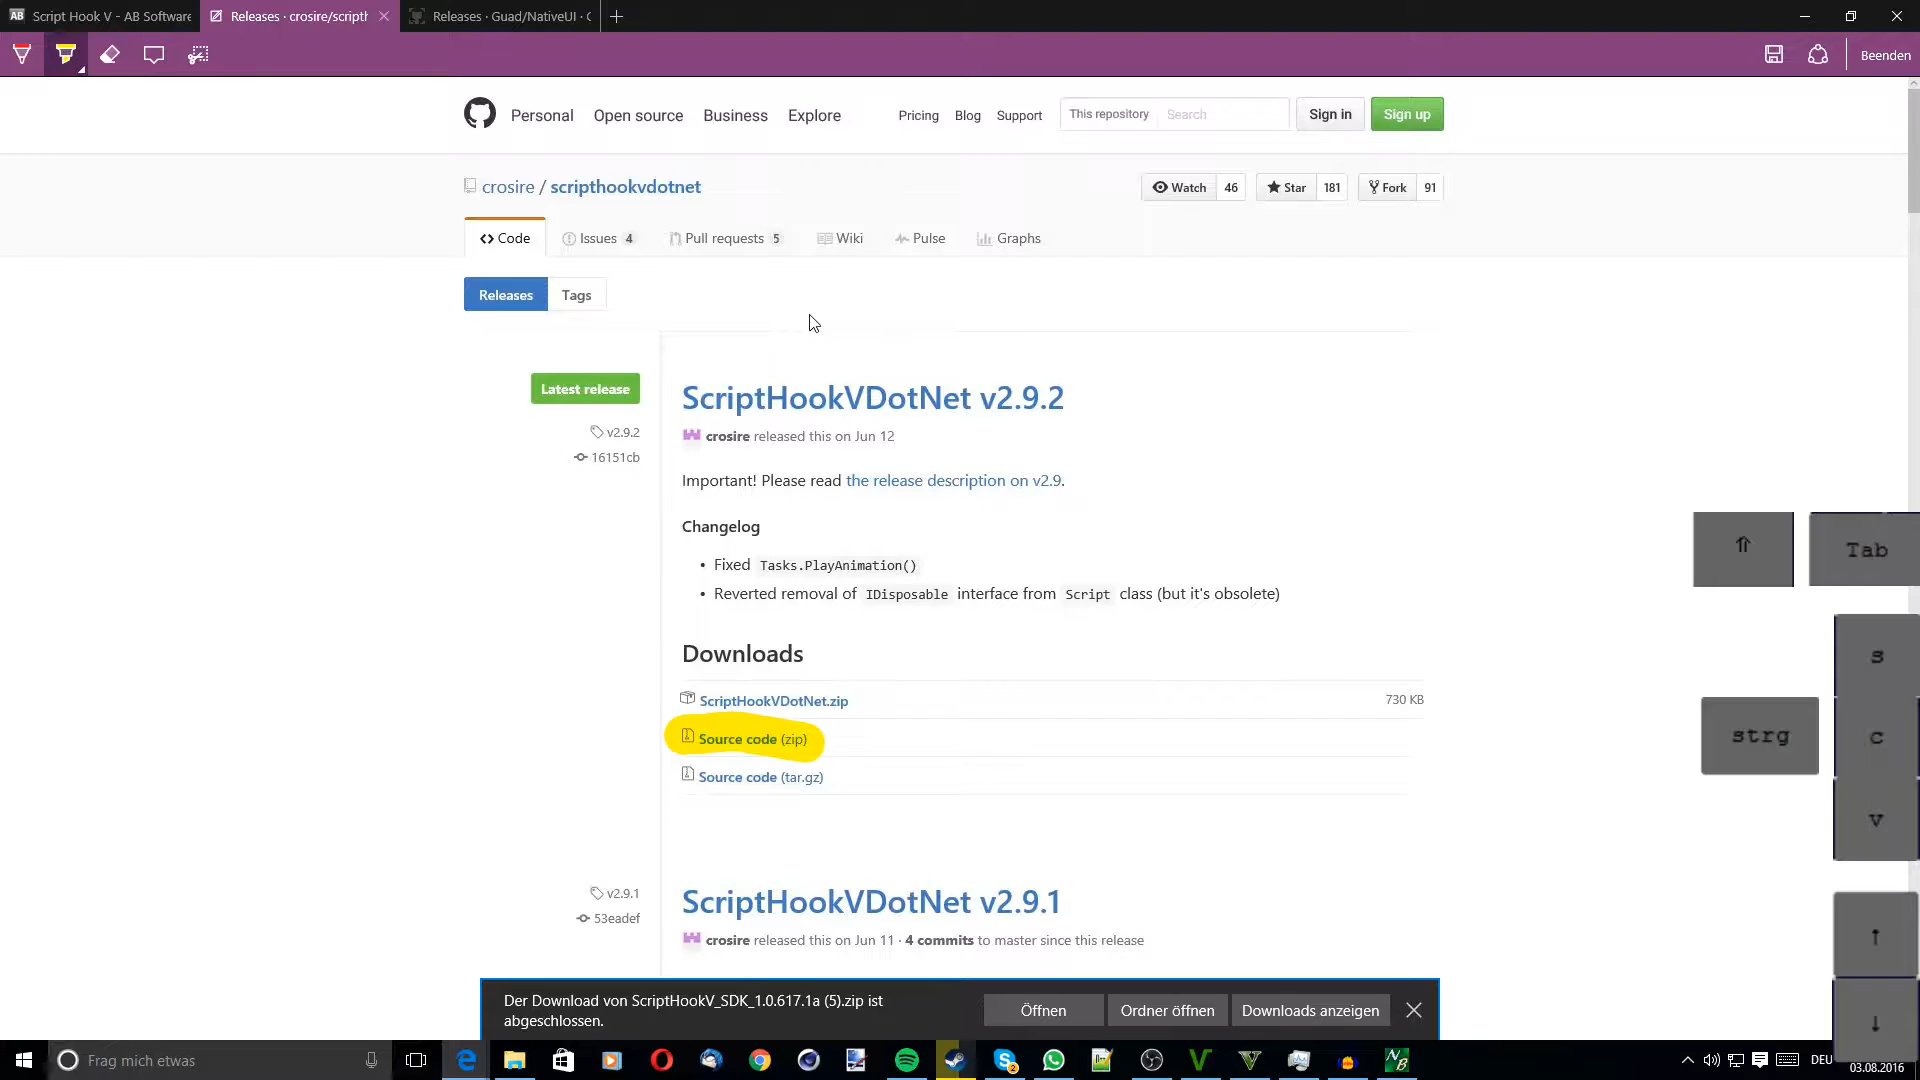 AB Script Hook V - AB Software
Releases · crosire/scripth
Releases · Guad/NativeUI · G
Beenden
Personal Open source Business Explore Pricing Blog Support This repository Search Sign in Sign up
crosire / scripthookvdotnet
Watch 46 Star 181 Fork 91
Code Issues 4 Pull requests 5 Wiki Pulse Graphs
Releases Tags
Latest release
v2.9.2
16151cb
ScriptHookVDotNet v2.9.2
crosire released this on Jun 12
Important! Please read the release description on v2.9.
Changelog
• Fixed Tasks.PlayAnimation()
• Reverted removal of IDisposable interface from Script class (but it's obsolete)
Downloads
ScriptHookVDotNet.zip 730 KB
Source code (zip)
Source code (tar.gz)
v2.9.1
53eadef
ScriptHookVDotNet v2.9.1
crosire released this on Jun 11 · 4 commits to master since this release
⇑ Tab
s
strg c
v
↑
↓
Der Download von ScriptHookV_SDK_1.0.617.1a (5).zip ist
abgeschlossen.
Öffnen Ordner öffnen Downloads anzeigen
Frag mich etwas
2
NB
DEU
03.08.2016